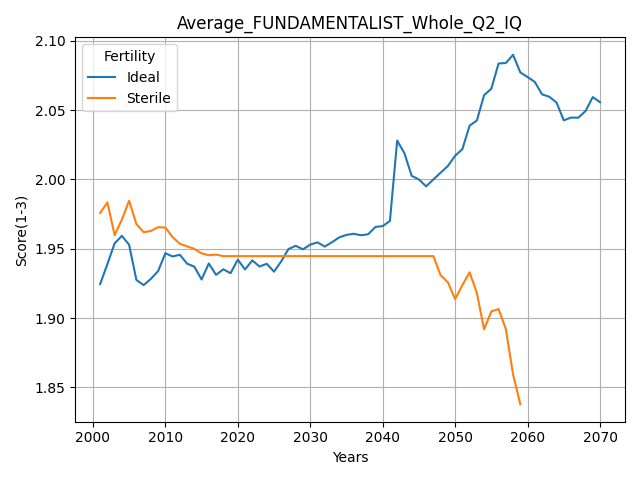 Average_FUNDAMENTALIST_Whole_Q2_IQ
Fertility
Ideal
Sterile
2.10
2.05
2.00
1.95
1.90
1.85
Score(1-3)
2000 2010 2020 2030 2040 2050 2060 2070
Years